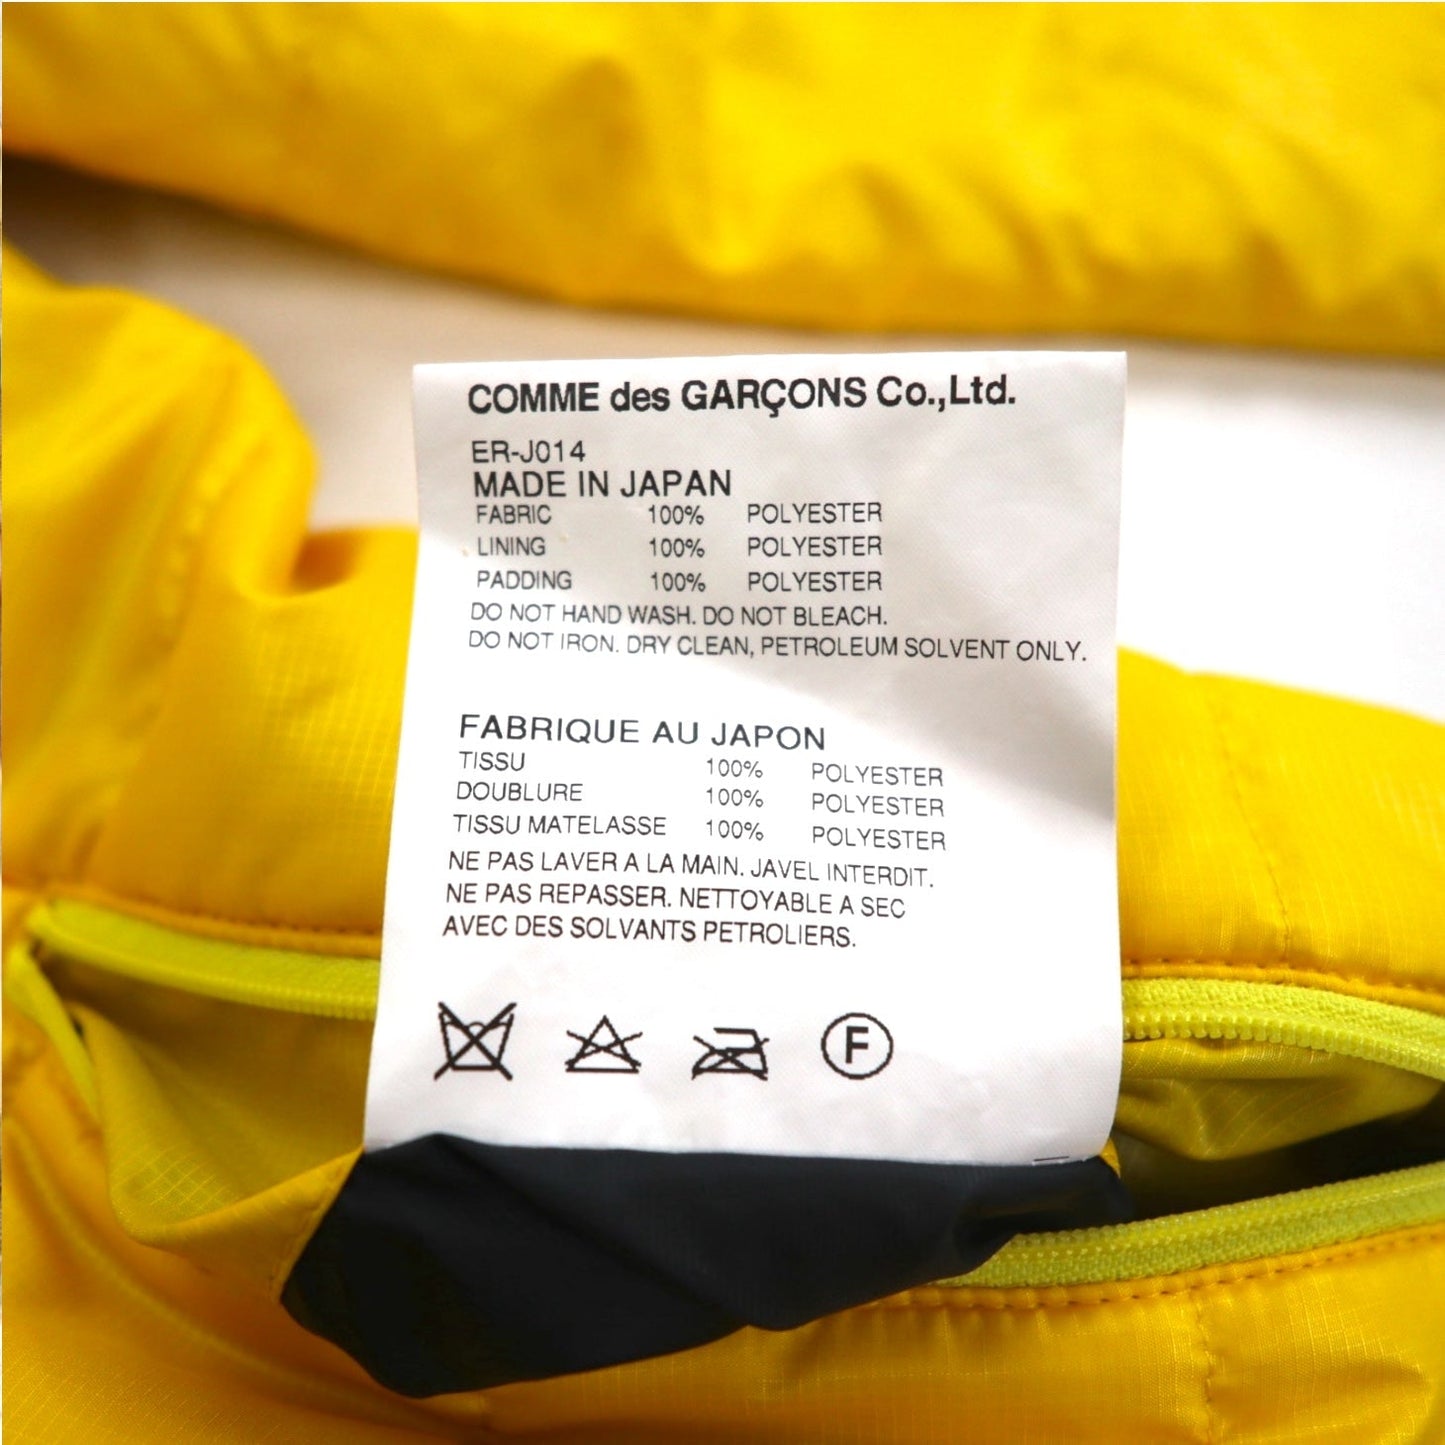 COMME des GARÇONS Co.,Ltd.
ER-J014
MADE IN JAPAN
FABRIC 100% POLYESTER
LINING 100% POLYESTER
PADDING 100% POLYESTER
DO NOT HAND WASH. DO NOT BLEACH.
DO NOT IRON. DRY CLEAN, PETROLEUM SOLVENT ONLY.
FABRIQUE AU JAPON
TISSU 100% POLYESTER
DOUBLURE 100% POLYESTER
TISSU MATELASSE 100% POLYESTER
NE PAS LAVER A LA MAIN. JAVEL INTERDIT.
NE PAS REPASSER. NETTOYABLE A SEC
AVEC DES SOLVANTS PETROLIERS.
F